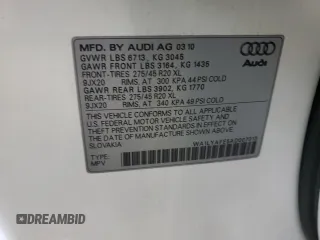 MFD. BY AUDI AG 03.10
GVWR LBS 6713, KG 3045
GAWR FRONT LBS 3164, KG 1435
FRONT-TIRES 275/45 R20 XL
9JX20 RIMS, AT 300 KPA 44 PSI COLD
GAWR REAR LBS 3902, KG 1770
REAR-TIRES 275/45 R20 XL
9JX20 RIMS, AT 340 KPA 49 PSI COLD
THIS VEHICLE CONFORMS TO ALL APPLICABLE
FEDERAL MOTOR VEHICLE SAFETY
AND THEFT PREVENTION STANDARDS IN EFFECT ON THE
DATE OF MANUFACTURE SHOWN ABOVE.
SLOVAKIA
Audi
TYPE:
MPV
DREAMBID
DREAMBID